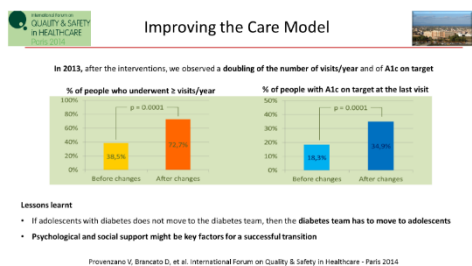 International Forum on
QUALITY & SAFETY
in HEALTHCARE
Paris 2014
Improving the Care Model
In 2013, after the interventions, we observed a doubling of the number of visits/year and of A1c on target
% of people who underwent ≥ visits/year
100%
80%
60%
40%
20%
0%
p = 0.0001
38,5%
72,7%
Before changes
After changes
% of people with A1c on target at the last visit
50%
40%
30%
20%
10%
0%
p = 0.0001
18,3%
34,9%
Before changes
After changes
Lessons learnt
• If adolescents with diabetes does not move to the diabetes team, then the diabetes team has to move to adolescents
• Psychological and social support might be key factors for a successful transition
Provenzano V, Brancato D, et al. International Forum on Quality & Safety in Healthcare - Paris 2014